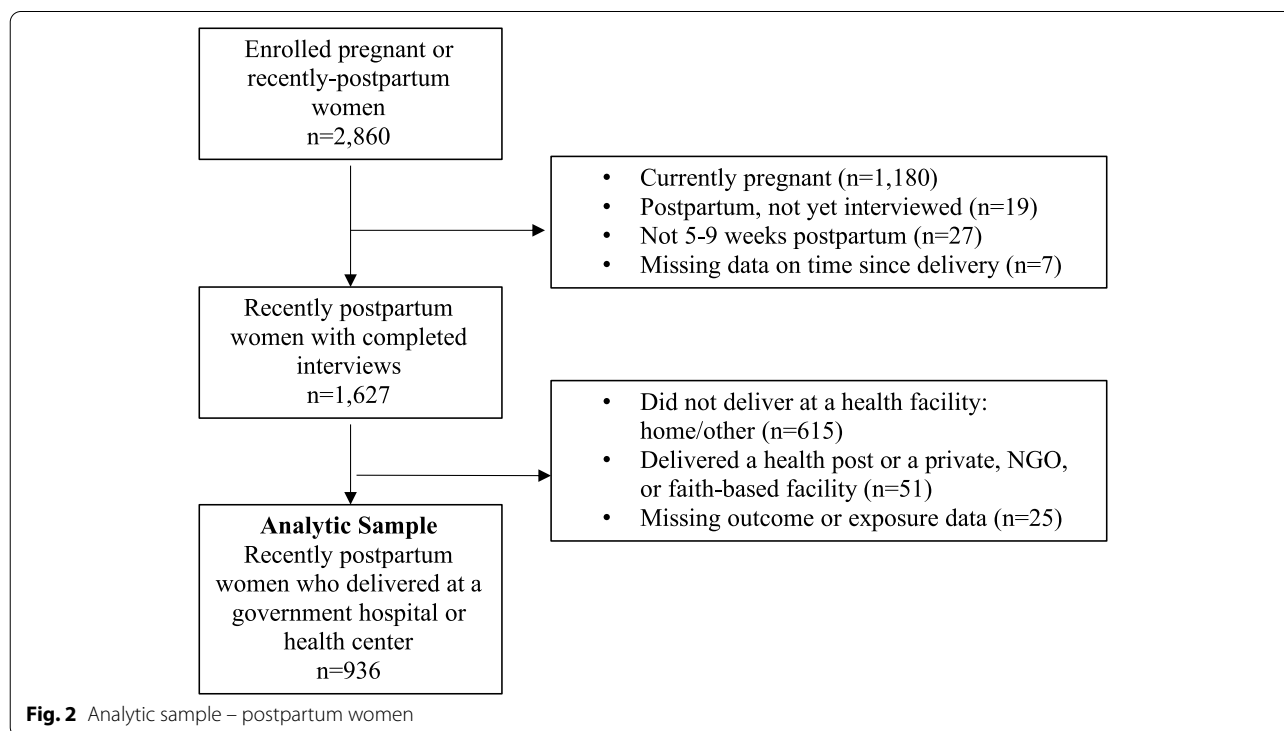 Enrolled pregnant or
recently-postpartum
women
n=2,860
• Currently pregnant (n=1,180)
• Postpartum, not yet interviewed (n=19)
• Not 5-9 weeks postpartum (n=27)
• Missing data on time since delivery (n=7)
Recently postpartum
women with completed
interviews
n=1,627
• Did not deliver at a health facility:
home/other (n=615)
• Delivered a health post or a private, NGO,
or faith-based facility (n=51)
• Missing outcome or exposure data (n=25)
Analytic Sample
Recently postpartum
women who delivered at a
government hospital or
health center
n=936
Fig. 2 Analytic sample – postpartum women